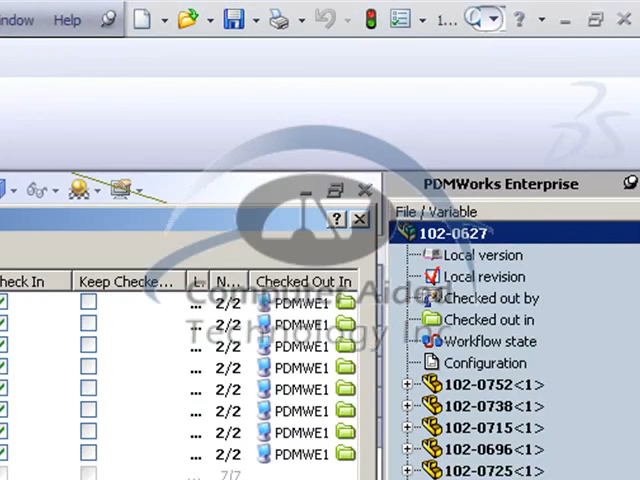 indow Help 1... ?
PDMWorks Enterprise
? 
File / Variable
102-0627
Local version
heck In Keep Checke... L. N... Checked Out In
Local revision
Computer Aided
Technology Inc
... 2/2 PDMWE1
Checked out by
... 2/2 PDMWE1
Checked out in
... 2/2 PDMWE1
Workflow state
... 2/2 PDMWE1
Configuration
... 2/2 PDMWE1
102-0752<1>
... 2/2 PDMWE1
102-0738<1>
... 2/2 PDMWE1
102-0715<1>
... 2/2 PDMWE1
102-0696<1>
7/7
102-0725<1>